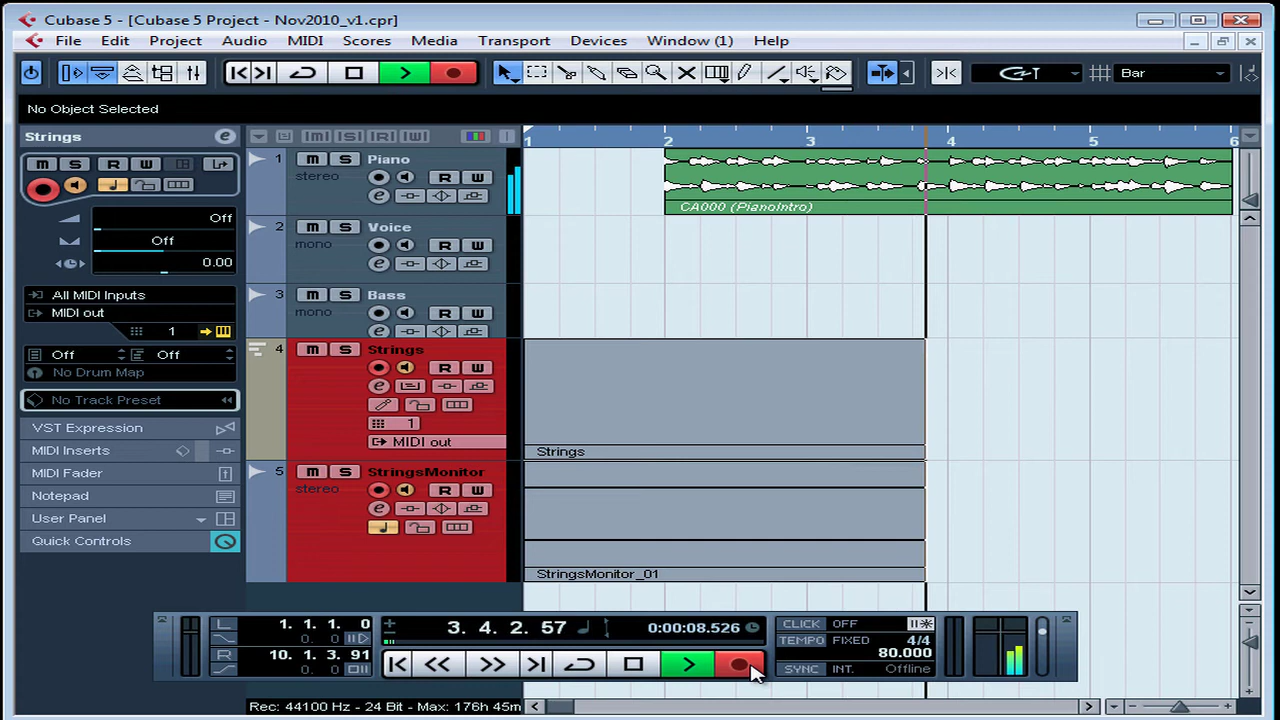 Cubase 5 - [Cubase 5 Project - Nov2010_v1.cpr]
File Edit Project Audio MIDI Scores Media Transport Devices Window (1) Help
Bar
No Object Selected
Strings e
[M] [S] [R] [W]
1 2 3 4 5 6
m S R W
Off
Off
0.00
All MIDI Inputs
MIDI out
1
Off Off
No Drum Map
No Track Preset
VST Expression
MIDI Inserts
MIDI Fader
Notepad
User Panel
Quick Controls
1 m S Piano
stereo R W
e
CA000 (PianoIntro)
2 m S Voice
mono R W
e
3 m S Bass
mono R W
e
4 m S Strings
R W
e
1
MIDI out
Strings
5 m S StringsMonitor
stereo R W
e
StringsMonitor_01
L 1. 1. 1. 0
0. 0
R 10. 1. 3. 91
0. 0
3. 4. 2. 57 0:00:08.526
CLICK OFF
TEMPO FIXED 4/4
80.000
SYNC INT. Offline
Rec: 44100 Hz - 24 Bit - Max: 176h 45m